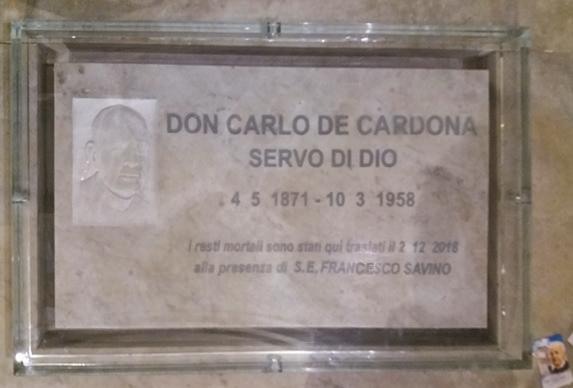 DON CARLO DE CARDONA
SERVO DI DIO
4 5 1871 - 10 3 1958
I resti mortali sono stati qui traslati il 2 12 2018
alla presenza di S.E. FRANCESCO SAVINO